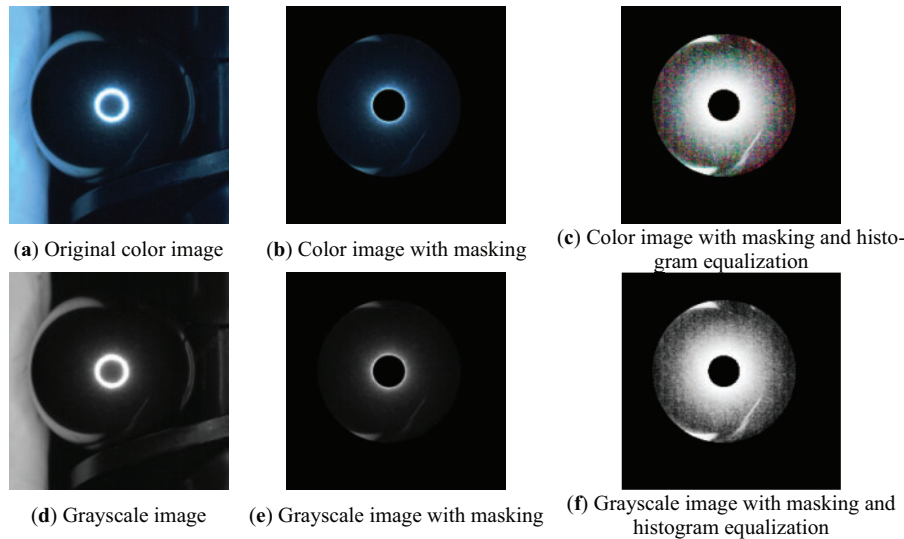 (a) Original color image
(b) Color image with masking
(c) Color image with masking and histo-
gram equalization
(d) Grayscale image
(e) Grayscale image with masking
(f) Grayscale image with masking and
histogram equalization